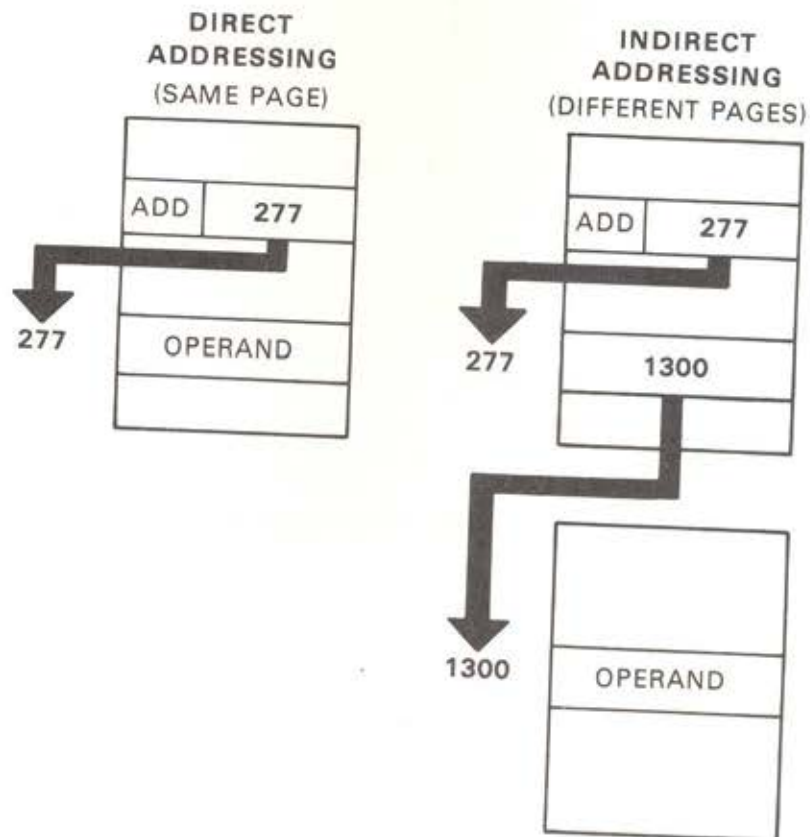 DIRECT
ADDRESSING
(SAME PAGE)
ADD 277
277
OPERAND
INDIRECT
ADDRESSING
(DIFFERENT PAGES)
ADD 277
277
1300
1300
OPERAND